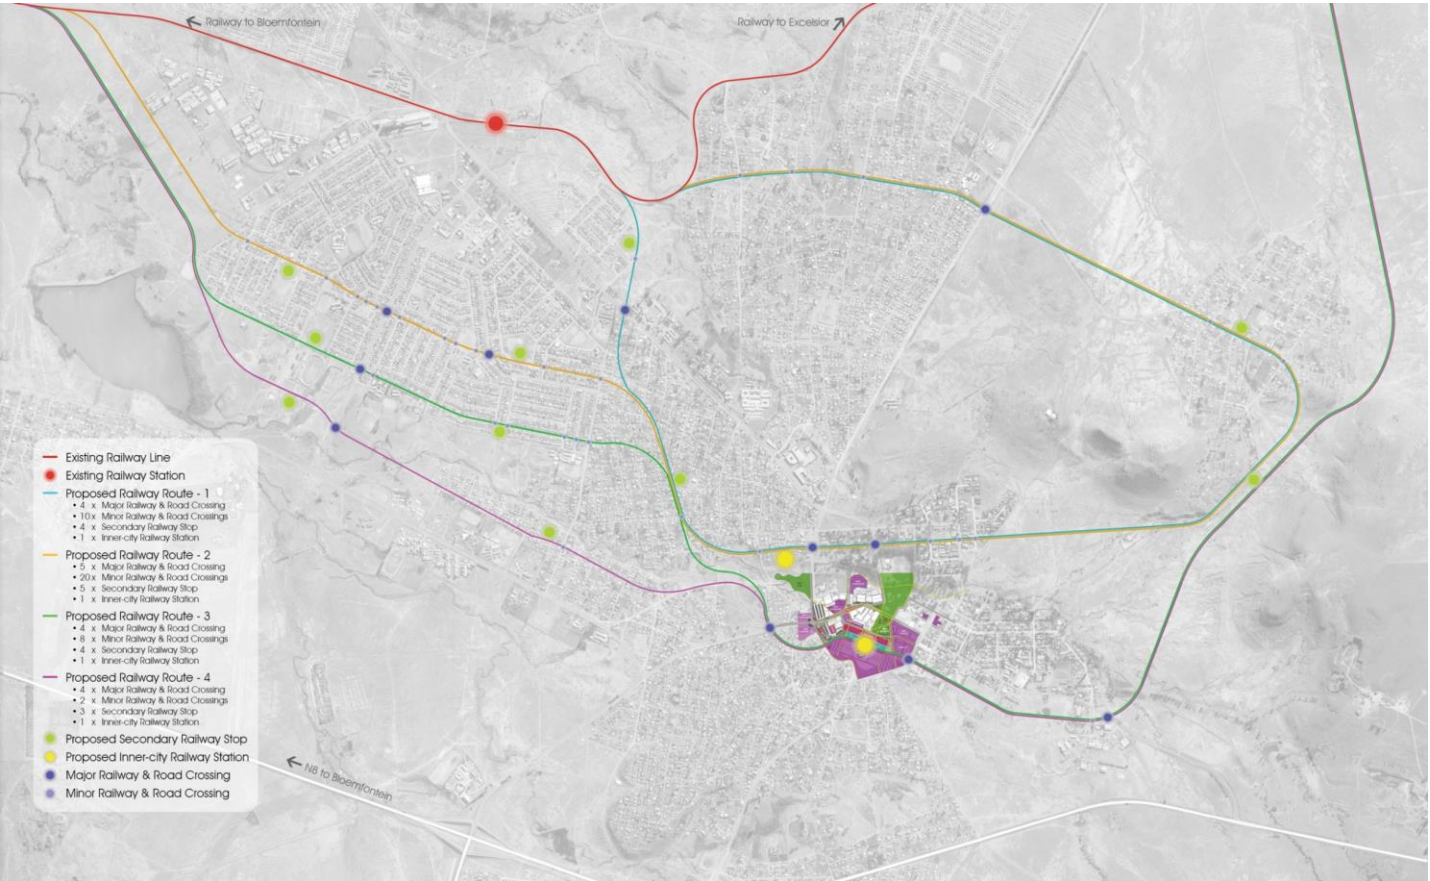 Railway to Bloemfontein
Railway to Excelsior
Existing Railway Line
Existing Railway Station
Proposed Railway Route - 1
• 4 x Major Railway & Road Crossing
• 10 x Minor Railway & Road Crossings
• 4 x Secondary Railway Stop
• 1 x Inner-city Railway Station
Proposed Railway Route - 2
• 5 x Major Railway & Road Crossing
• 20 x Minor Railway & Road Crossings
• 5 x Secondary Railway Stop
• 1 x Inner-city Railway Station
Proposed Railway Route - 3
• 4 x Major Railway & Road Crossing
• 8 x Minor Railway & Road Crossings
• 4 x Secondary Railway Stop
• 1 x Inner-city Railway Station
Proposed Railway Route - 4
• 4 x Major Railway & Road Crossing
• 2 x Minor Railway & Road Crossings
• 3 x Secondary Railway Stop
• 1 x Inner-city Railway Station
Proposed Secondary Railway Stop
Proposed Inner-city Railway Station
Major Railway & Road Crossing
Minor Railway & Road Crossing
N8 to Bloemfontein